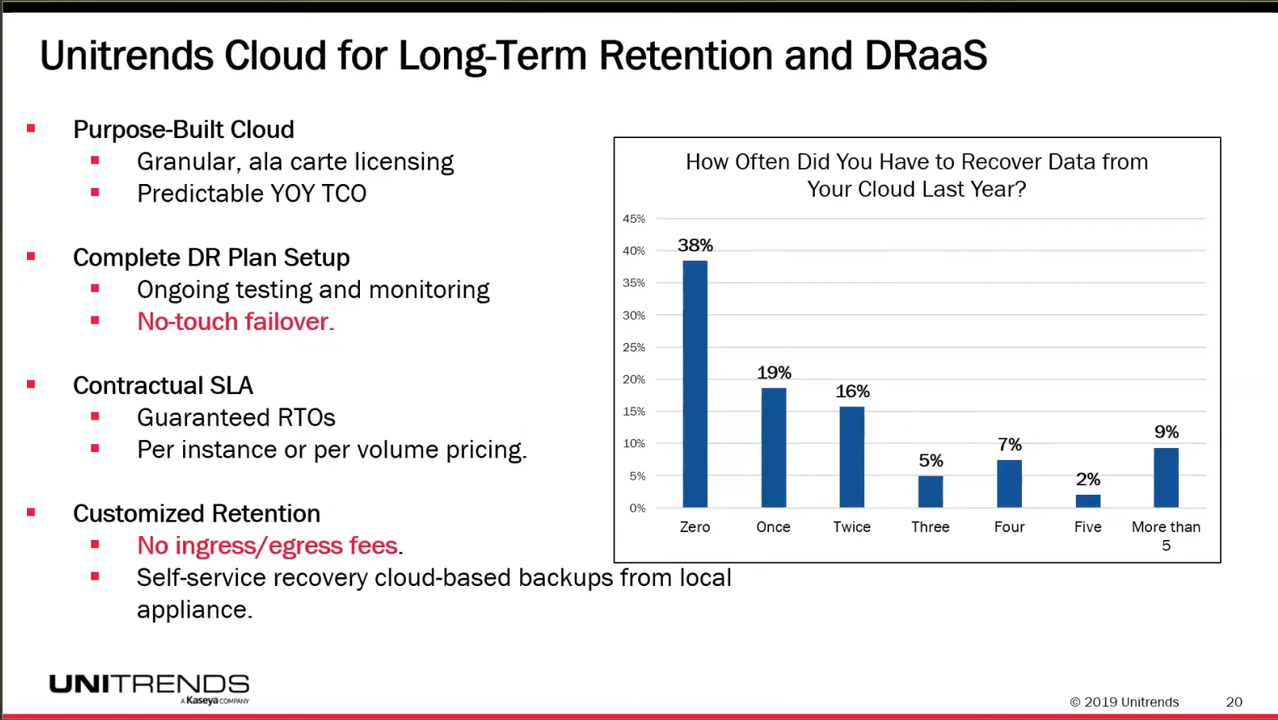 Unitrends Cloud for Long-Term Retention and DRaaS
Purpose-Built Cloud
Granular, ala carte licensing
Predictable YOY TCO
Complete DR Plan Setup
Ongoing testing and monitoring
No-touch failover.
Contractual SLA
Guaranteed RTOs
Per instance or per volume pricing.
Customized Retention
No ingress/egress fees.
Self-service recovery cloud-based backups from local
appliance.
How Often Did You Have to Recover Data from
Your Cloud Last Year?
45%
40%
35%
30%
25%
20%
15%
10%
5%
0%
38%
19%
16%
5%
7%
2%
9%
Zero
Once
Twice
Three
Four
Five
More than
5
UNITRENDS
A Kaseya COMPANY
© 2019 Unitrends
20